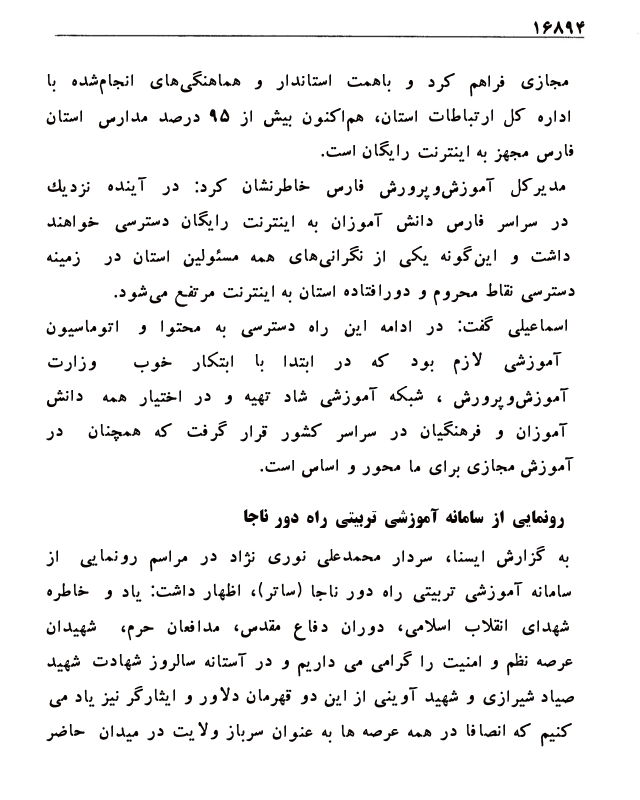 ۱۶۸۹۴
مجازی فراهم کرد و باهمت استاندار و هماهنگی‌های انجام‌شده با
اداره کل ارتباطات استان، هم‌اکنون بیش از ۹۵ درصد مدارس استان
فارس مجهز به اینترنت رایگان است.
مدیرکل آموزش‌وپرورش فارس خاطرنشان کرد: در آینده نزدیك
در سراسر فارس دانش آموزان به اینترنت رایگان دسترسی خواهند
داشت و این‌گونه یکی از نگرانی‌های همه مسئولین استان در زمینه
دسترسی نقاط محروم و دورافتاده استان به اینترنت مرتفع می‌شود.
اسماعیلی گفت: در ادامه این راه دسترسی به محتوا و اتوماسیون
آموزشی لازم بود که در ابتدا با ابتکار خوب وزارت
آموزش‌وپرورش ، شبکه آموزشی شاد تهیه و در اختیار همه دانش
آموزان و فرهنگیان در سراسر کشور قرار گرفت که همچنان در
آموزش مجازی برای ما محور و اساس است.
رونمایی از سامانه آموزشی تربیتی راه دور ناجا
به گزارش ایسنا، سردار محمدعلی نوری نژاد در مراسم رونمایی از
سامانه آموزشی تربیتی راه دور ناجا (ساتر)، اظهار داشت: یاد و خاطره
شهدای انقلاب اسلامی، دوران دفاع مقدس، مدافعان حرم، شهیدان
عرصه نظم و امنیت را گرامی می داریم و در آستانه سالروز شهادت شهید
صیاد شیرازی و شهید آوینی از این دو قهرمان دلاور و ایثارگر نیز یاد می
کنیم که انصافا در همه عرصه ها به عنوان سرباز ولایت در میدان حاضر